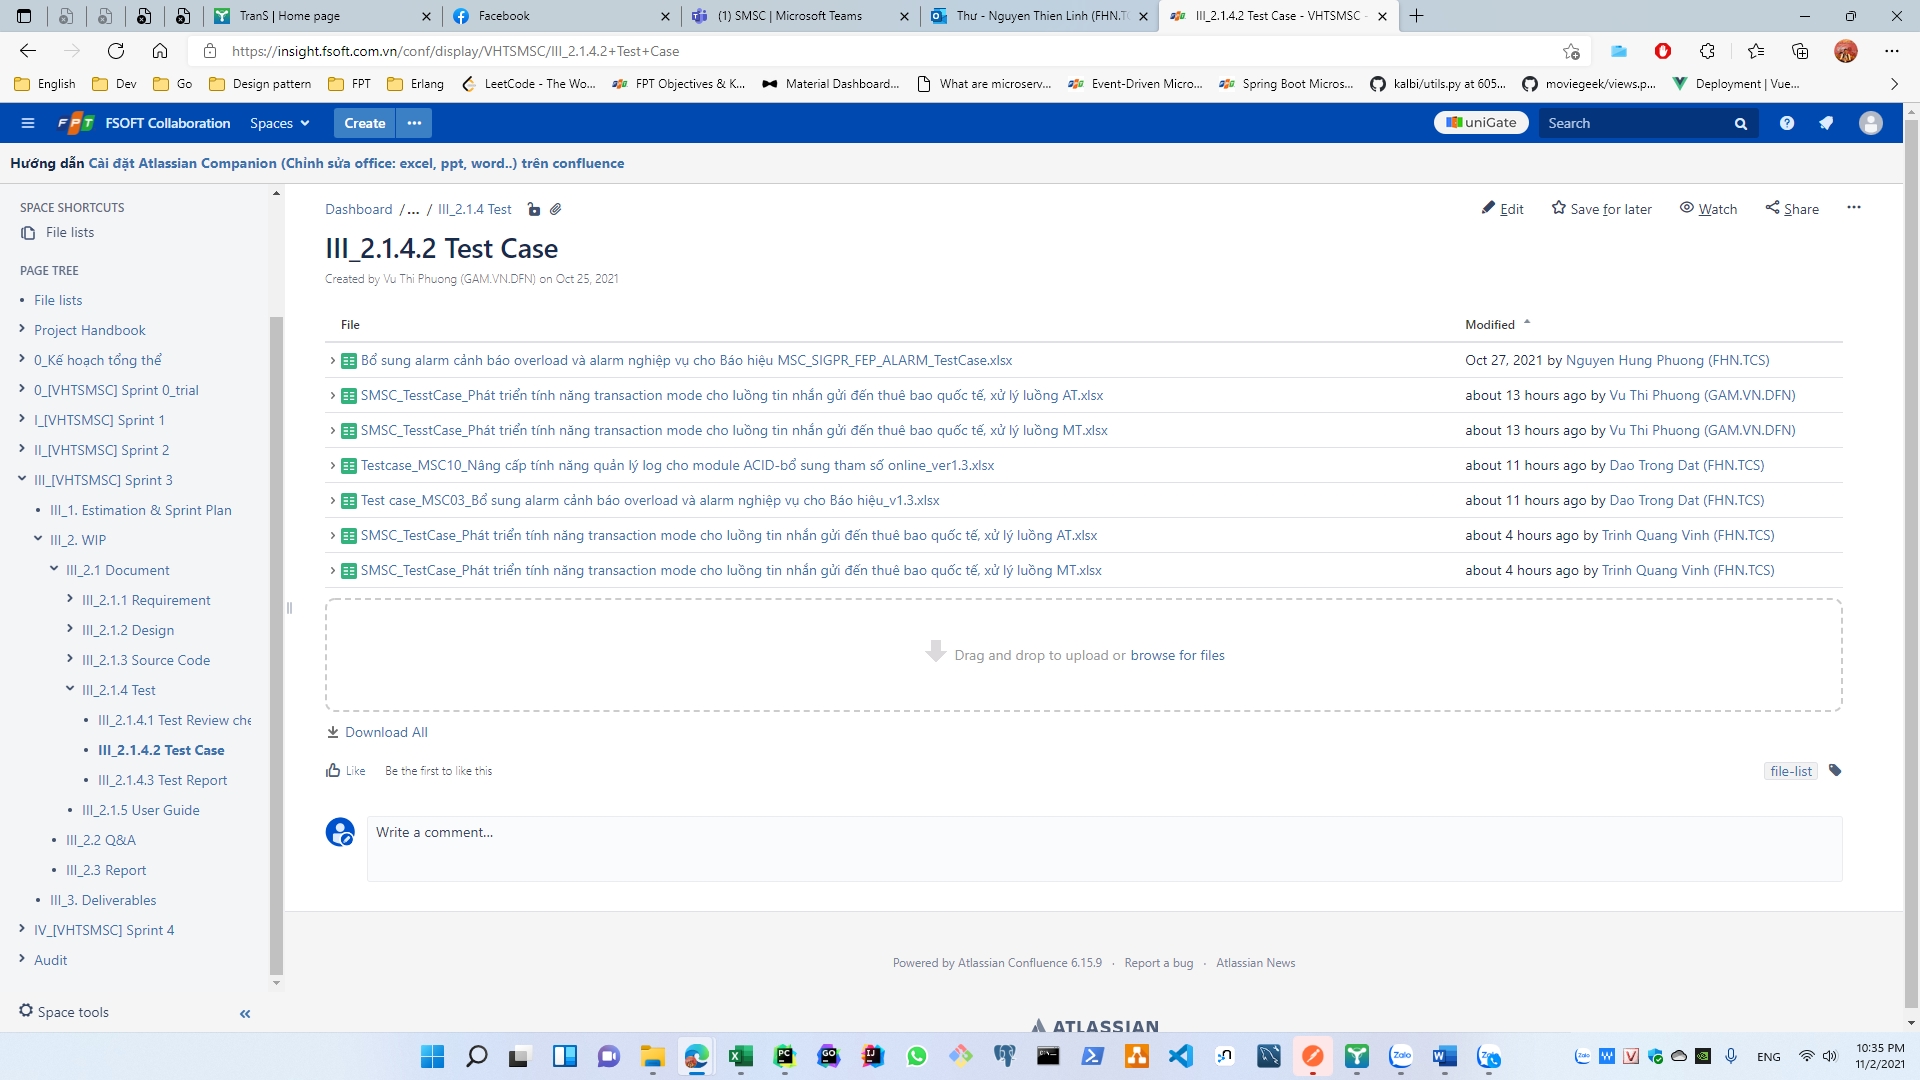 TranS | Home page
Facebook
(1) SMSC | Microsoft Teams
Thư - Nguyen Thien Linh (FHN.TC
III_2.1.4.2 Test Case - VHTSMSC -
https://insight.fsoft.com.vn/conf/display/VHTSMSC/III_2.1.4.2+Test+Case
English
Dev
Go
Design pattern
FPT
Erlang
LeetCode - The Wo...
FPT Objectives & K...
Material Dashboard...
What are microserv...
Event-Driven Micro...
Spring Boot Micros...
kalbi/utils.py at 605...
moviegeek/views.p...
Deployment | Vue...
FPT
FSOFT Collaboration
Spaces
Create
uniGate
Search
Hướng dẫn Cài đặt Atlassian Companion (Chỉnh sửa office: excel, ppt, word..) trên confluence
SPACE SHORTCUTS
File lists
PAGE TREE
File lists
Project Handbook
0_Kế hoạch tổng thể
0_[VHTSMSC] Sprint 0_trial
I_[VHTSMSC] Sprint 1
II_[VHTSMSC] Sprint 2
III_[VHTSMSC] Sprint 3
III_1. Estimation & Sprint Plan
III_2. WIP
III_2.1 Document
III_2.1.1 Requirement
III_2.1.2 Design
III_2.1.3 Source Code
III_2.1.4 Test
III_2.1.4.1 Test Review che
III_2.1.4.2 Test Case
III_2.1.4.3 Test Report
III_2.1.5 User Guide
III_2.2 Q&A
III_2.3 Report
III_3. Deliverables
IV_[VHTSMSC] Sprint 4
Audit
Space tools
Dashboard /... / III_2.1.4 Test
Edit
Save for later
Watch
Share
III_2.1.4.2 Test Case
Created by Vu Thi Phuong (GAM.VN.DFN) on Oct 25, 2021
File
Modified
Bổ sung alarm cảnh báo overload và alarm nghiệp vụ cho Báo hiệu MSC_SIGPR_FEP_ALARM_TestCase.xlsx
Oct 27, 2021 by Nguyen Hung Phuong (FHN.TCS)
SMSC_TesstCase_Phát triển tính năng transaction mode cho luồng tin nhắn gửi đến thuê bao quốc tế, xử lý luồng AT.xlsx
about 13 hours ago by Vu Thi Phuong (GAM.VN.DFN)
SMSC_TesstCase_Phát triển tính năng transaction mode cho luồng tin nhắn gửi đến thuê bao quốc tế, xử lý luồng MT.xlsx
about 13 hours ago by Vu Thi Phuong (GAM.VN.DFN)
Testcase_MSC10_Nâng cấp tính năng quản lý log cho module ACID-bổ sung tham số online_ver1.3.xlsx
about 11 hours ago by Dao Trong Dat (FHN.TCS)
Test case_MSC03_Bổ sung alarm cảnh báo overload và alarm nghiệp vụ cho Báo hiệu_v1.3.xlsx
about 11 hours ago by Dao Trong Dat (FHN.TCS)
SMSC_TestCase_Phát triển tính năng transaction mode cho luồng tin nhắn gửi đến thuê bao quốc tế, xử lý luồng AT.xlsx
about 4 hours ago by Trinh Quang Vinh (FHN.TCS)
SMSC_TestCase_Phát triển tính năng transaction mode cho luồng tin nhắn gửi đến thuê bao quốc tế, xử lý luồng MT.xlsx
about 4 hours ago by Trinh Quang Vinh (FHN.TCS)
Drag and drop to upload or browse for files
Download All
Like
Be the first to like this
file-list
Write a comment...
Powered by Atlassian Confluence 6.15.9 · Report a bug · Atlassian News
ATLASSIAN
ENG
10:35 PM
11/2/2021